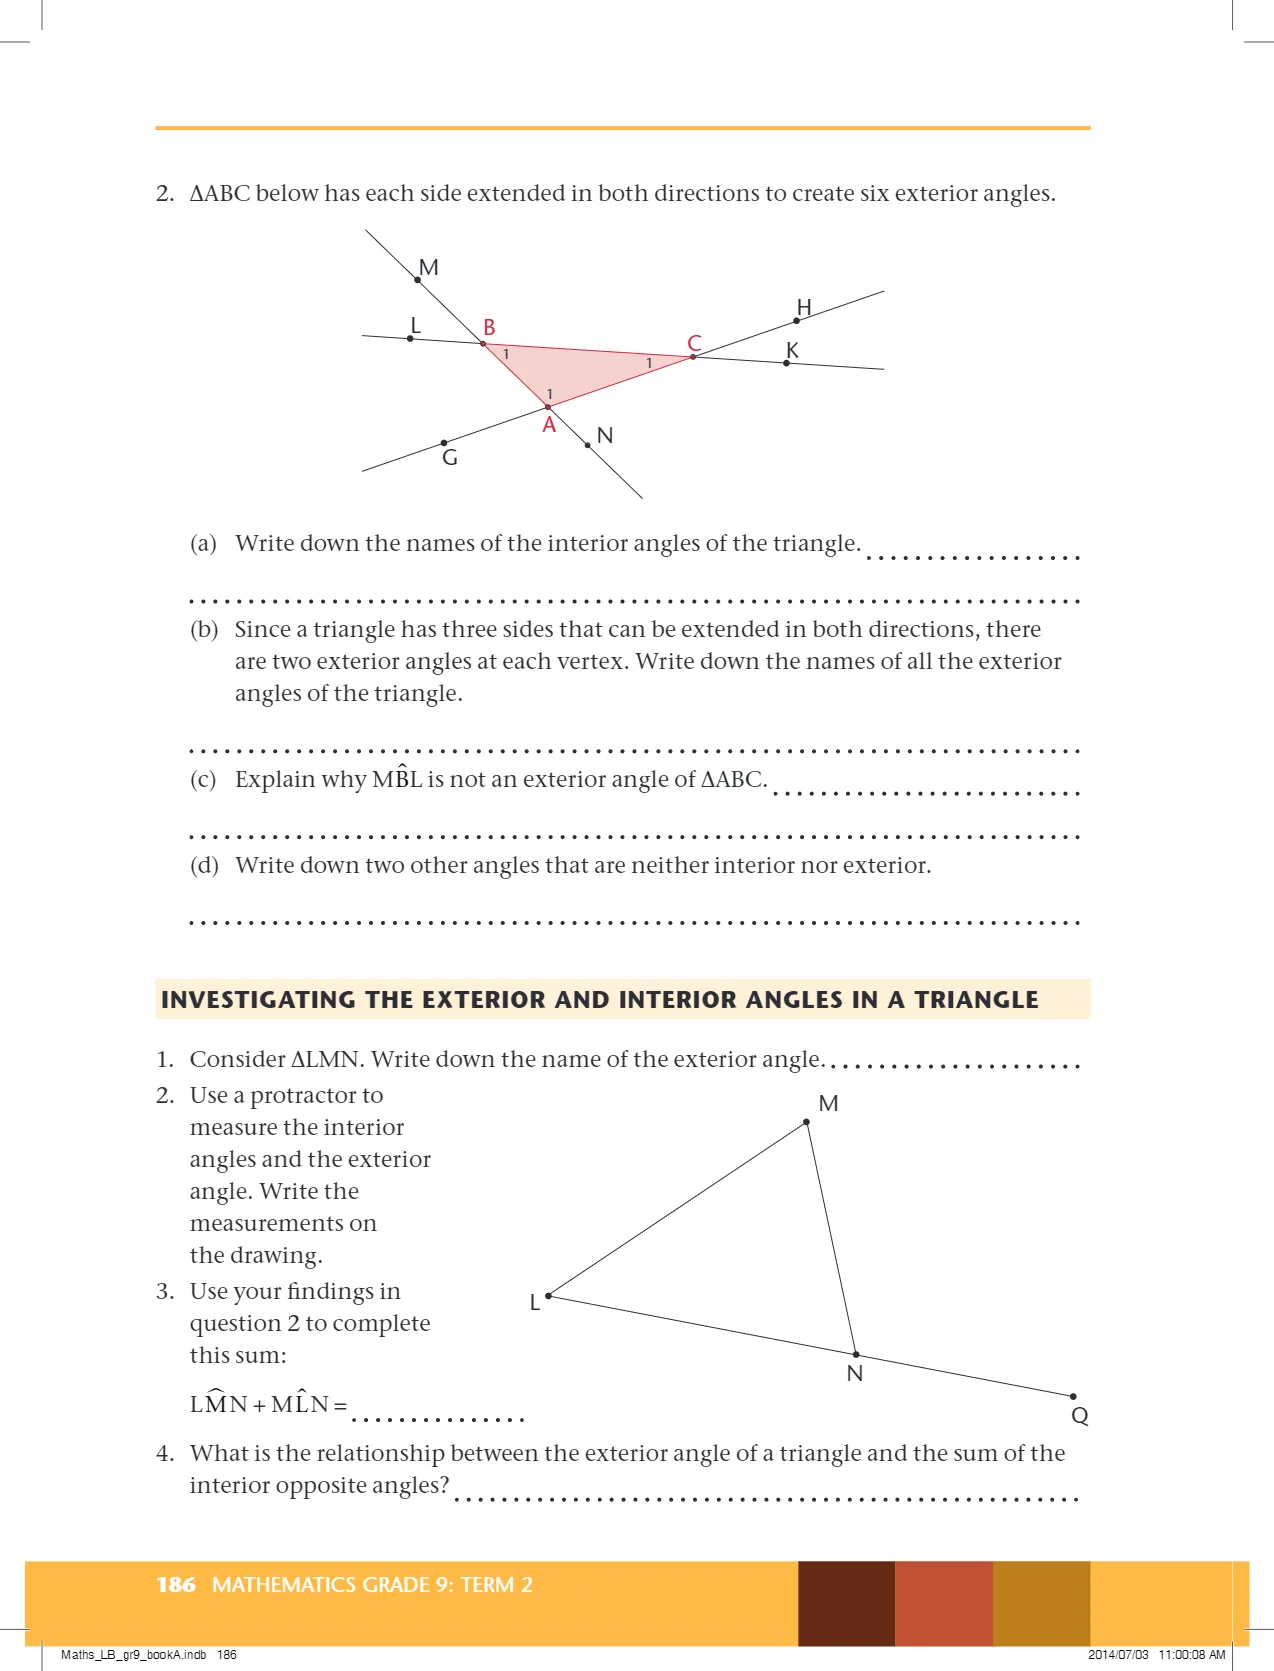 2. ΔABC below has each side extended in both directions to create six exterior angles.
M
H
L
B
C
K
1
1
1
A
N
G
(a) Write down the names of the interior angles of the triangle. ..................
...........................................................................
(b) Since a triangle has three sides that can be extended in both directions, there
are two exterior angles at each vertex. Write down the names of all the exterior
angles of the triangle.
...........................................................................
(c) Explain why MB̂L is not an exterior angle of ΔABC. ..........................
...........................................................................
(d) Write down two other angles that are neither interior nor exterior.
...........................................................................
INVESTIGATING THE EXTERIOR AND INTERIOR ANGLES IN A TRIANGLE
1. Consider ΔLMN. Write down the name of the exterior angle. .....................
2. Use a protractor to
measure the interior
angles and the exterior
angle. Write the
measurements on
the drawing.
M
L
N
Q
3. Use your findings in
question 2 to complete
this sum:
LM̂N + ML̂N = ...............
4. What is the relationship between the exterior angle of a triangle and the sum of the
interior opposite angles? .....................................................
186 MATHEMATICS GRADE 9: TERM 2
Maths_LB_gr9_bookA.indb 186
2014/07/03 11:00:08 AM